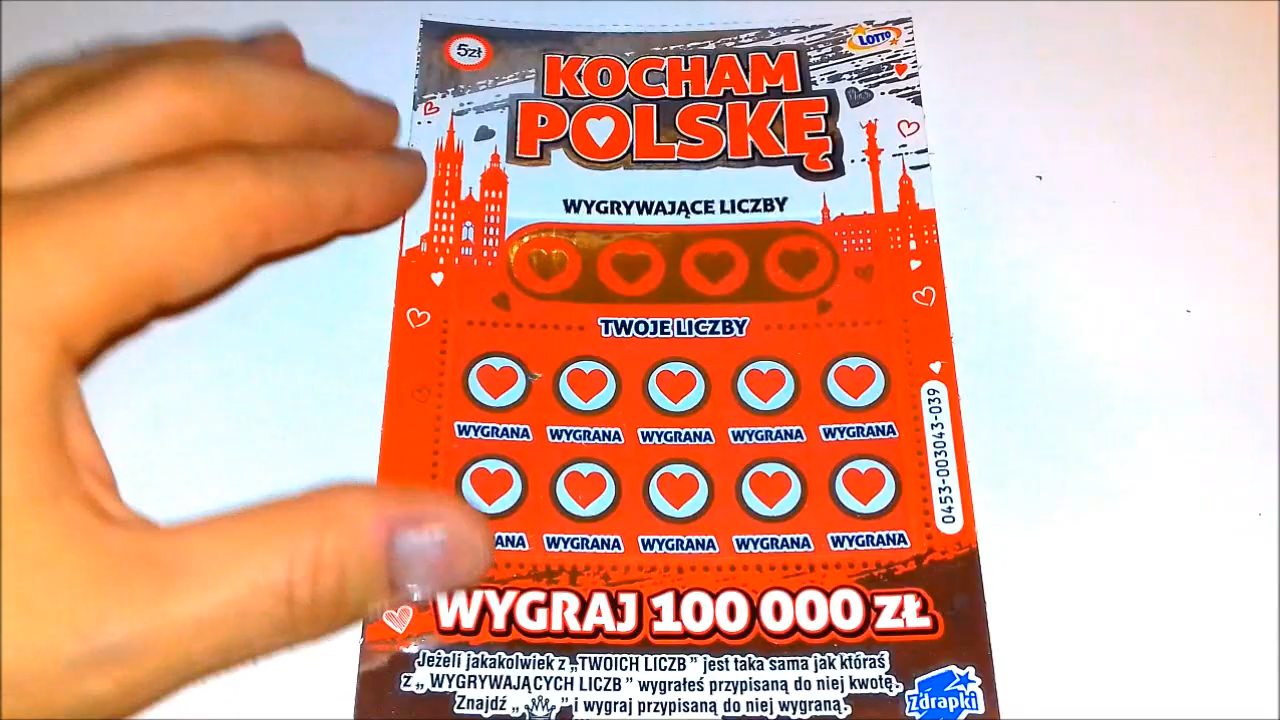 5zł
LOTTO
KOCHAM
POLSKĘ
WYGRYWAJĄCE LICZBY
TWOJE LICZBY
WYGRANA WYGRANA WYGRANA WYGRANA WYGRANA
ANA WYGRANA WYGRANA WYGRANA WYGRANA
0453-003043-039
WYGRAJ 100 000 ZŁ
Jeżeli jakakolwiek z „TWOICH LICZB” jest taka sama jak któraś
z „WYGRYWAJĄCYCH LICZB” wygrałeś przypisaną do niej kwotę.
Znajdź „ ” i wygraj przypisaną do niej wygraną.
Zdrapki